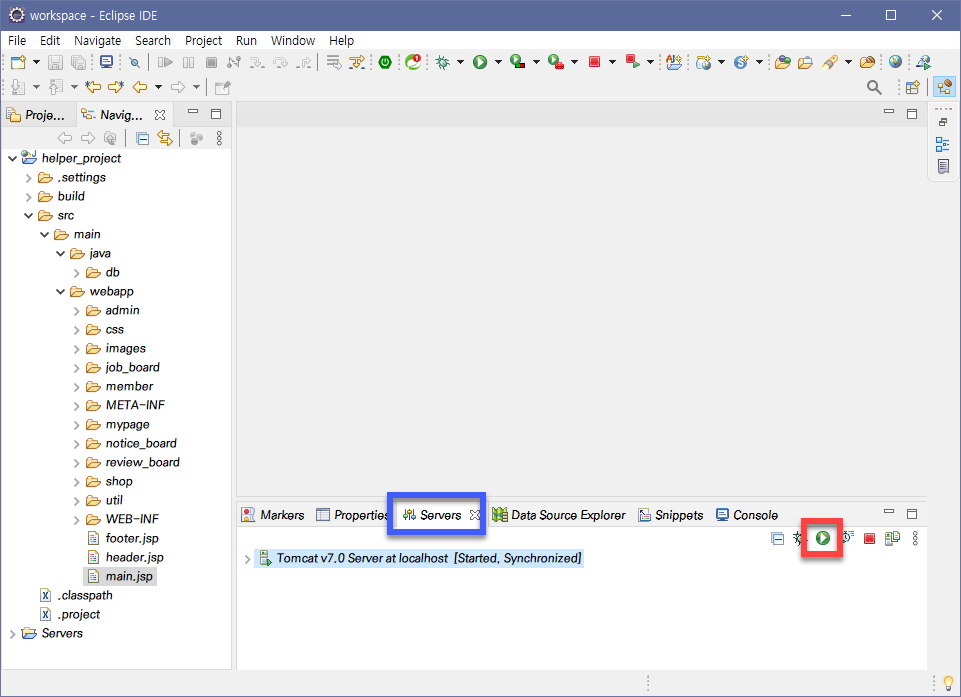 workspace - Eclipse IDE
File Edit Navigate Search Project Run Window Help
Proje... Navig...
helper_project
.settings
build
src
main
java
db
webapp
admin
css
images
job_board
member
META-INF
mypage
notice_board
review_board
shop
util
WEB-INF
footer.jsp
header.jsp
main.jsp
.classpath
.project
Servers
Markers Properties Servers Data Source Explorer Snippets Console
Tomcat v7.0 Server at localhost [Started, Synchronized]